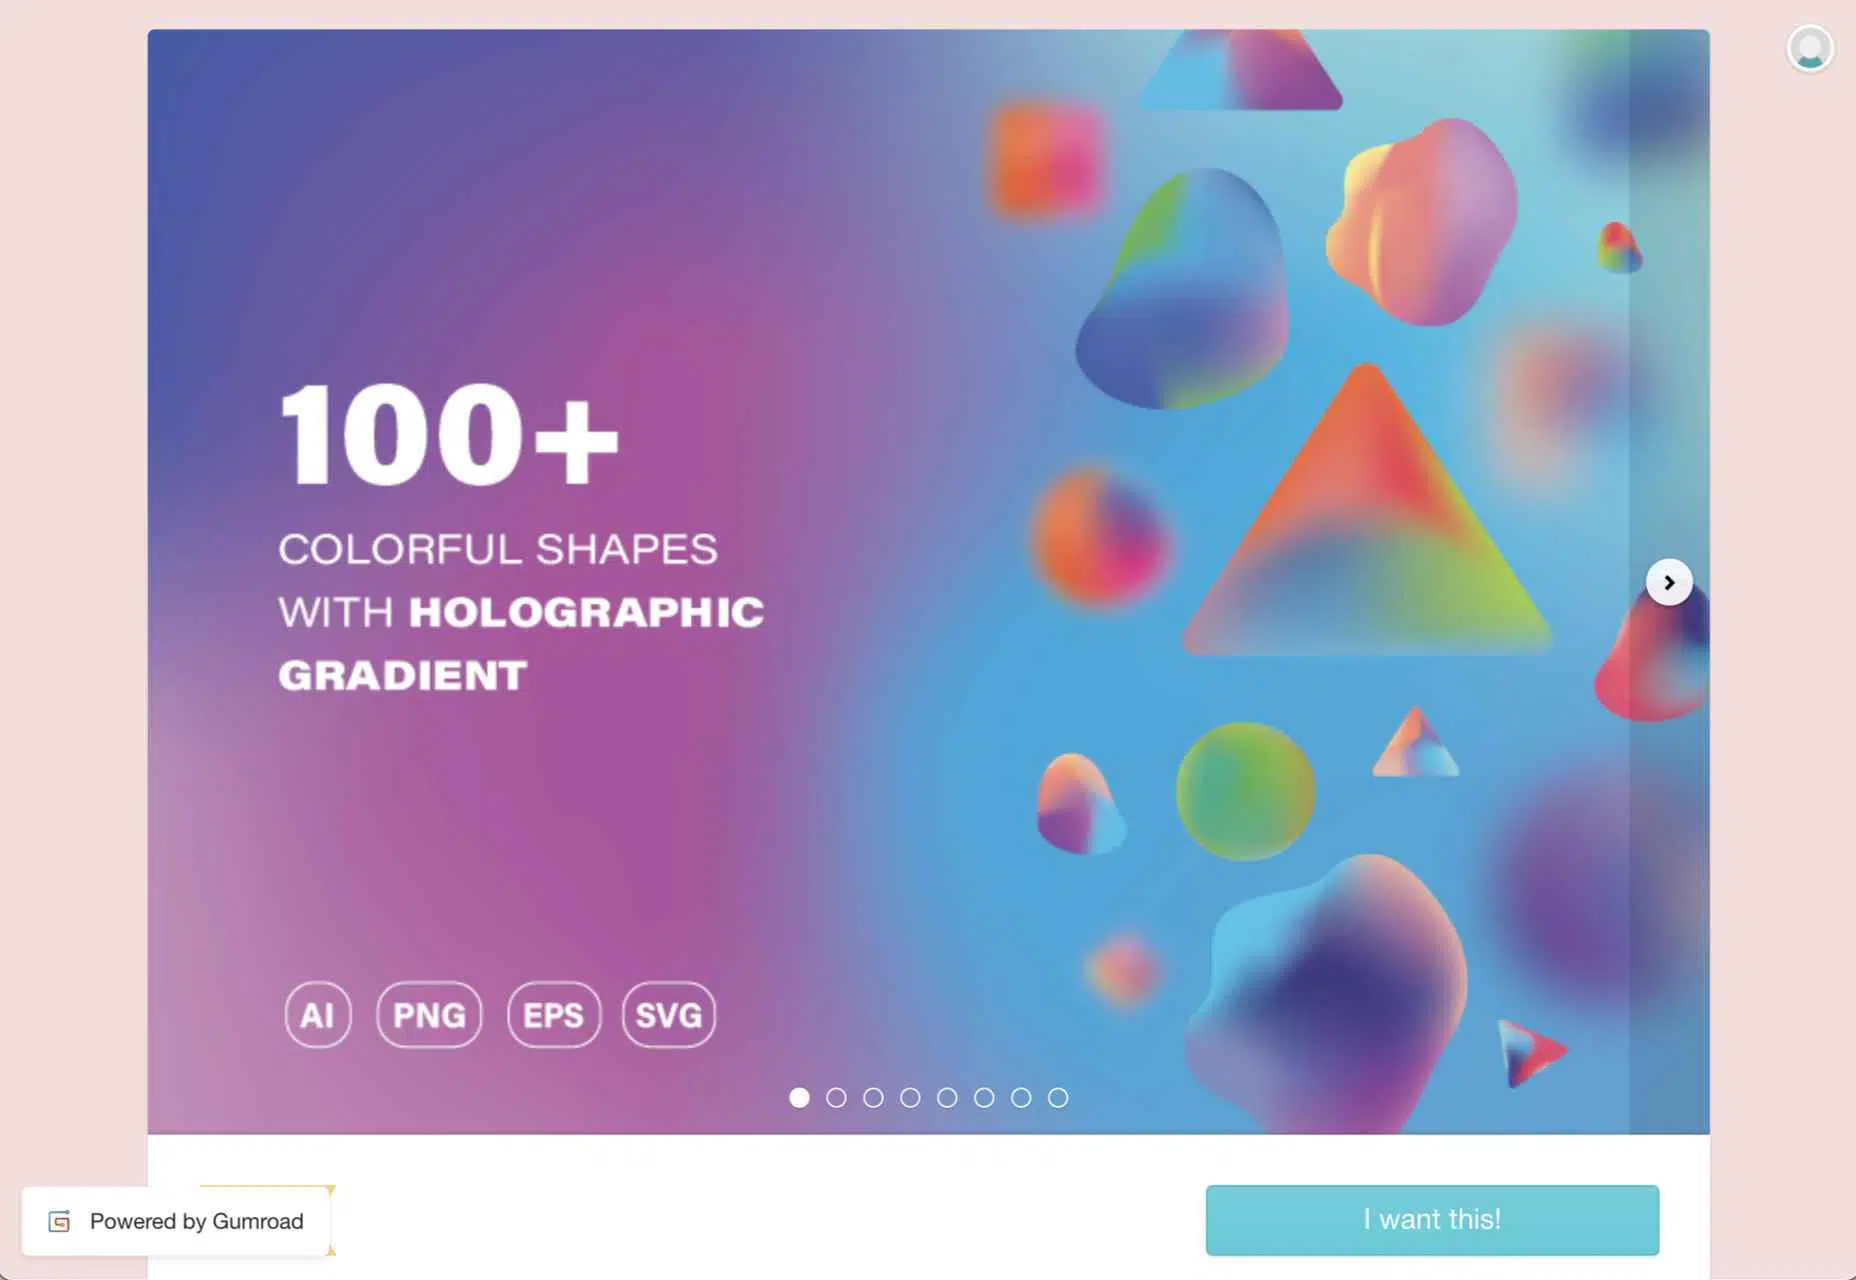 100+
COLORFUL SHAPES
WITH HOLOGRAPHIC
GRADIENT
AI PNG EPS SVG
Powered by Gumroad
I want this!